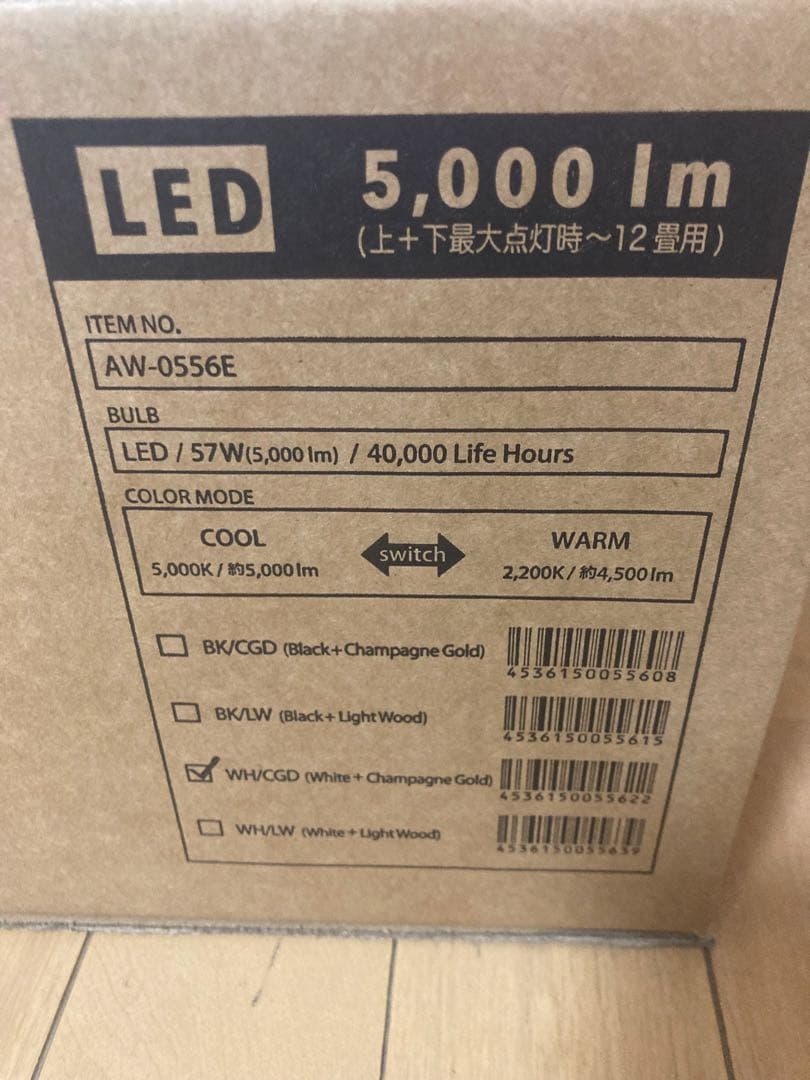 LED
5,000 lm
(上＋下最大点灯時～12畳用)
ITEM NO.
AW-0556E
BULB
LED / 57W(5,000 lm) / 40,000 Life Hours
COLOR MODE
COOL switch WARM
5,000K / 約5,000 lm 2,200K / 約4,500 lm
BK/CGD (Black+Champagne Gold)
4536150055608
BK/LW (Black+Light Wood)
4536150055615
WH/CGD (White+Champagne Gold)
4536150055622
WH/LW (White+Light Wood)
4536150055639